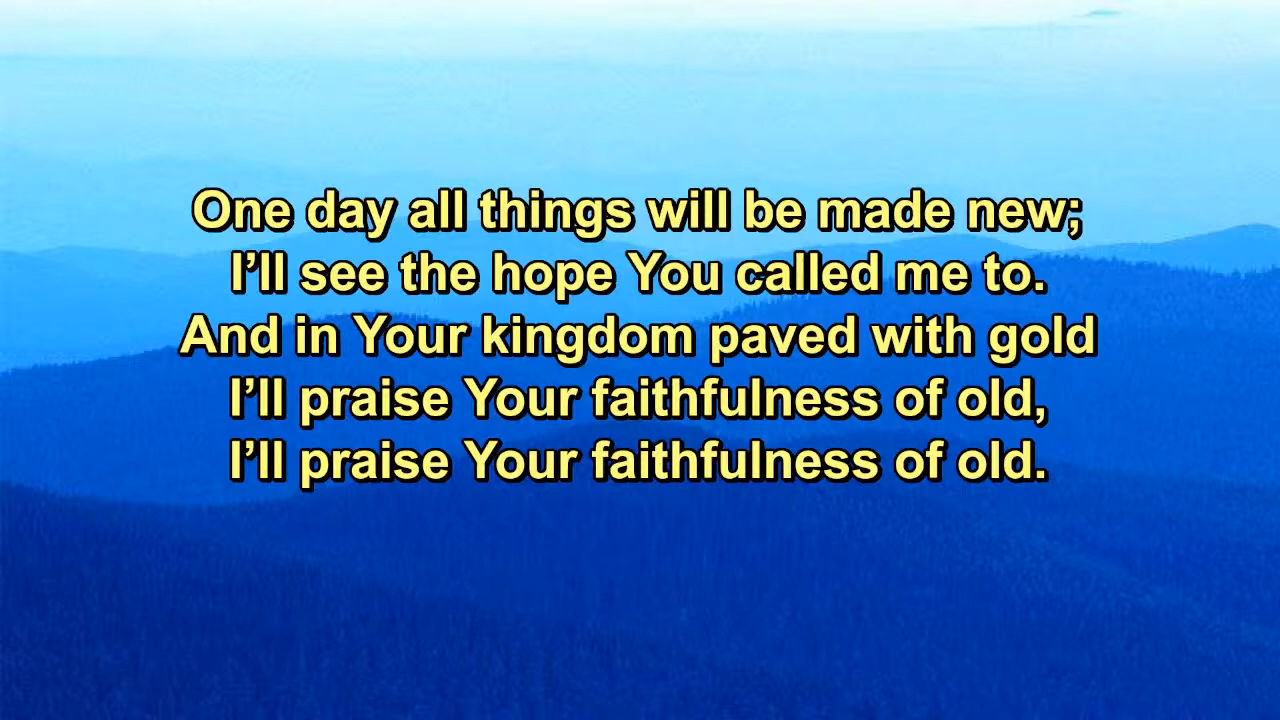 One day all things will be made new;
I’ll see the hope You called me to.
And in Your kingdom paved with gold
I’ll praise Your faithfulness of old,
I’ll praise Your faithfulness of old.